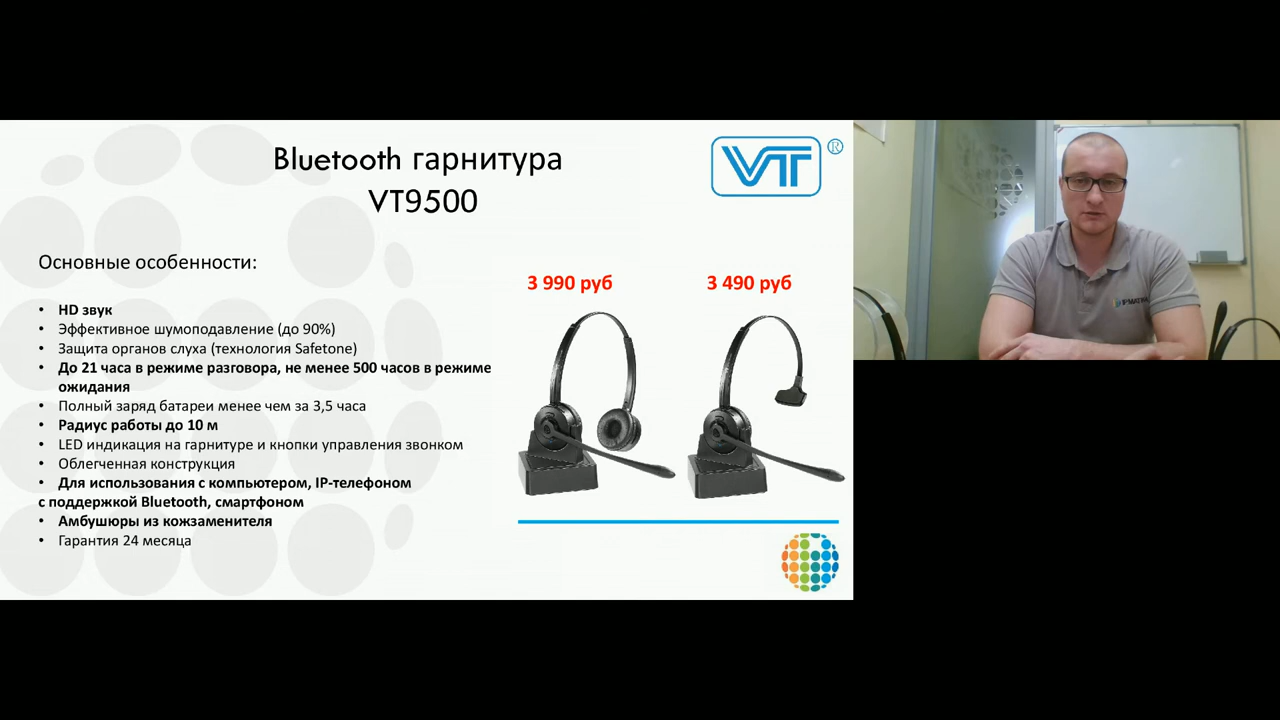 Bluetooth гарнитура
VT9500
VT ®
Основные особенности:
3 990 руб
3 490 руб
• HD звук
• Эффективное шумоподавление (до 90%)
• Защита органов слуха (технология Safetone)
• До 21 часа в режиме разговора, не менее 500 часов в режиме
ожидания
• Полный заряд батареи менее чем за 3,5 часа
• Радиус работы до 10 м
• LED индикация на гарнитуре и кнопки управления звонком
• Облегченная конструкция
• Для использования с компьютером, IP-телефоном
с поддержкой Bluetooth, смартфоном
• Амбушюры из кожзаменителя
• Гарантия 24 месяца